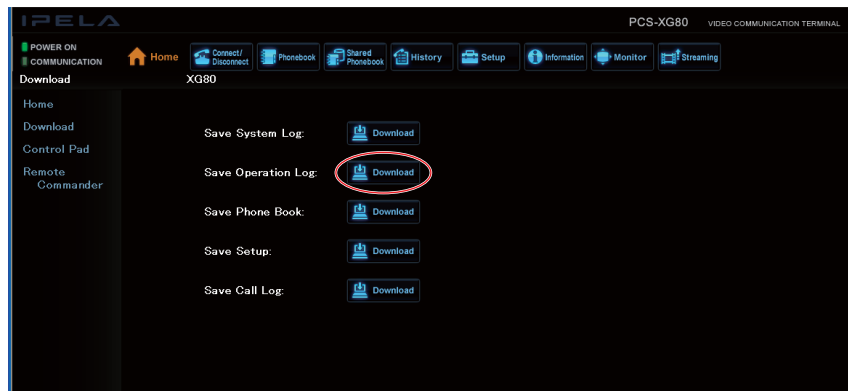 IPELA
PCS-XG80 VIDEO COMMUNICATION TERMINAL
POWER ON
COMMUNICATION
Home
Connect/
Disconnect
Phonebook
Shared
Phonebook
History
Setup
Information
Monitor
Streaming
Download
XG80
Home
Download
Control Pad
Remote
Commander
Save System Log: Download
Save Operation Log: Download
Save Phone Book: Download
Save Setup: Download
Save Call Log: Download